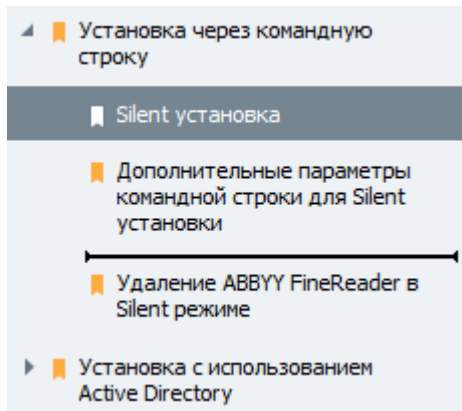 Установка через командную
строку
Silent установка
Дополнительные параметры
командной строки для Silent
установки
Удаление ABBYY FineReader в
Silent режиме
Установка с использованием
Active Directory